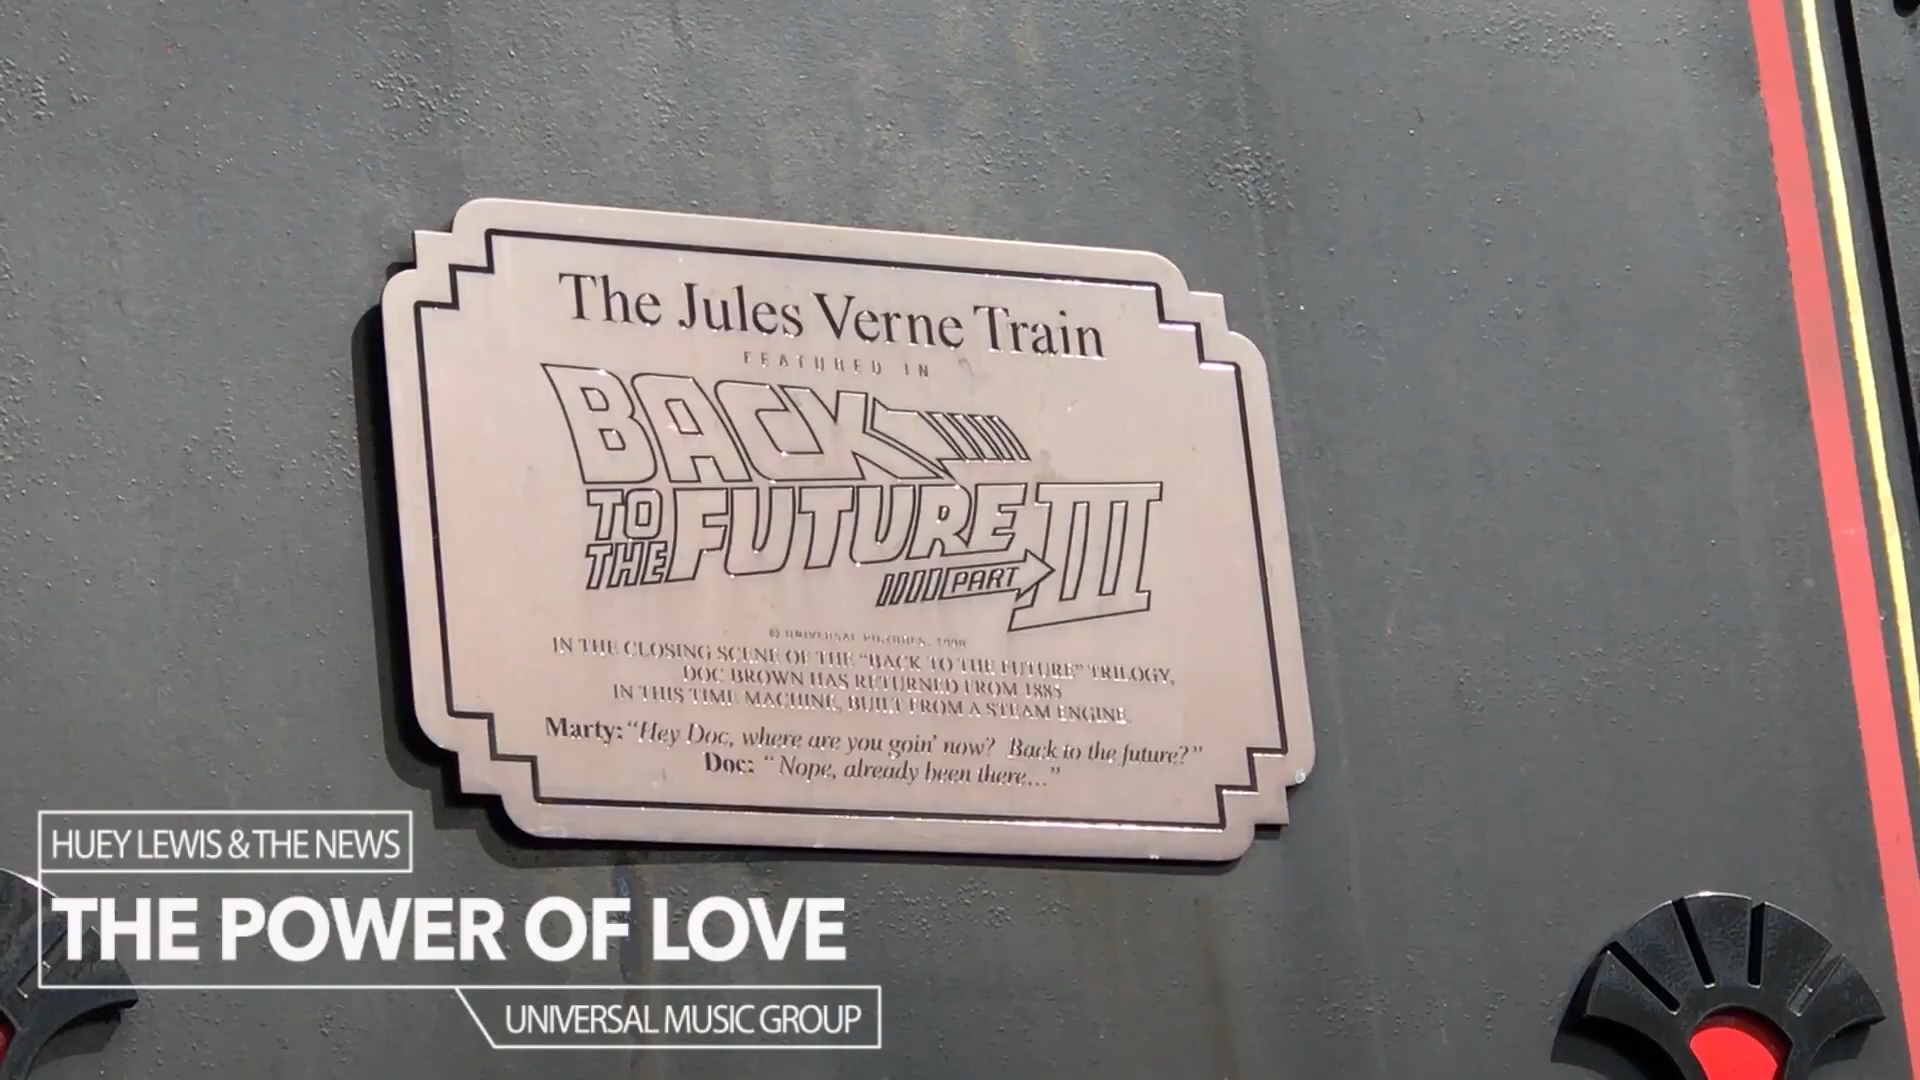 The Jules Verne Train
FEATURED IN
BACK
TO THE FUTURE
PART III
IN THE CLOSING SCENE OF THE “BACK TO THE FUTURE” TRILOGY,
DOC BROWN HAS RETURNED FROM 1885
IN THIS TIME MACHINE, BUILT FROM A STEAM ENGINE.
Marty: “Hey Doc, where are you goin’ now? Back to the future?”
Doc: “Nope, already been there...”
HUEY LEWIS & THE NEWS
THE POWER OF LOVE
UNIVERSAL MUSIC GROUP